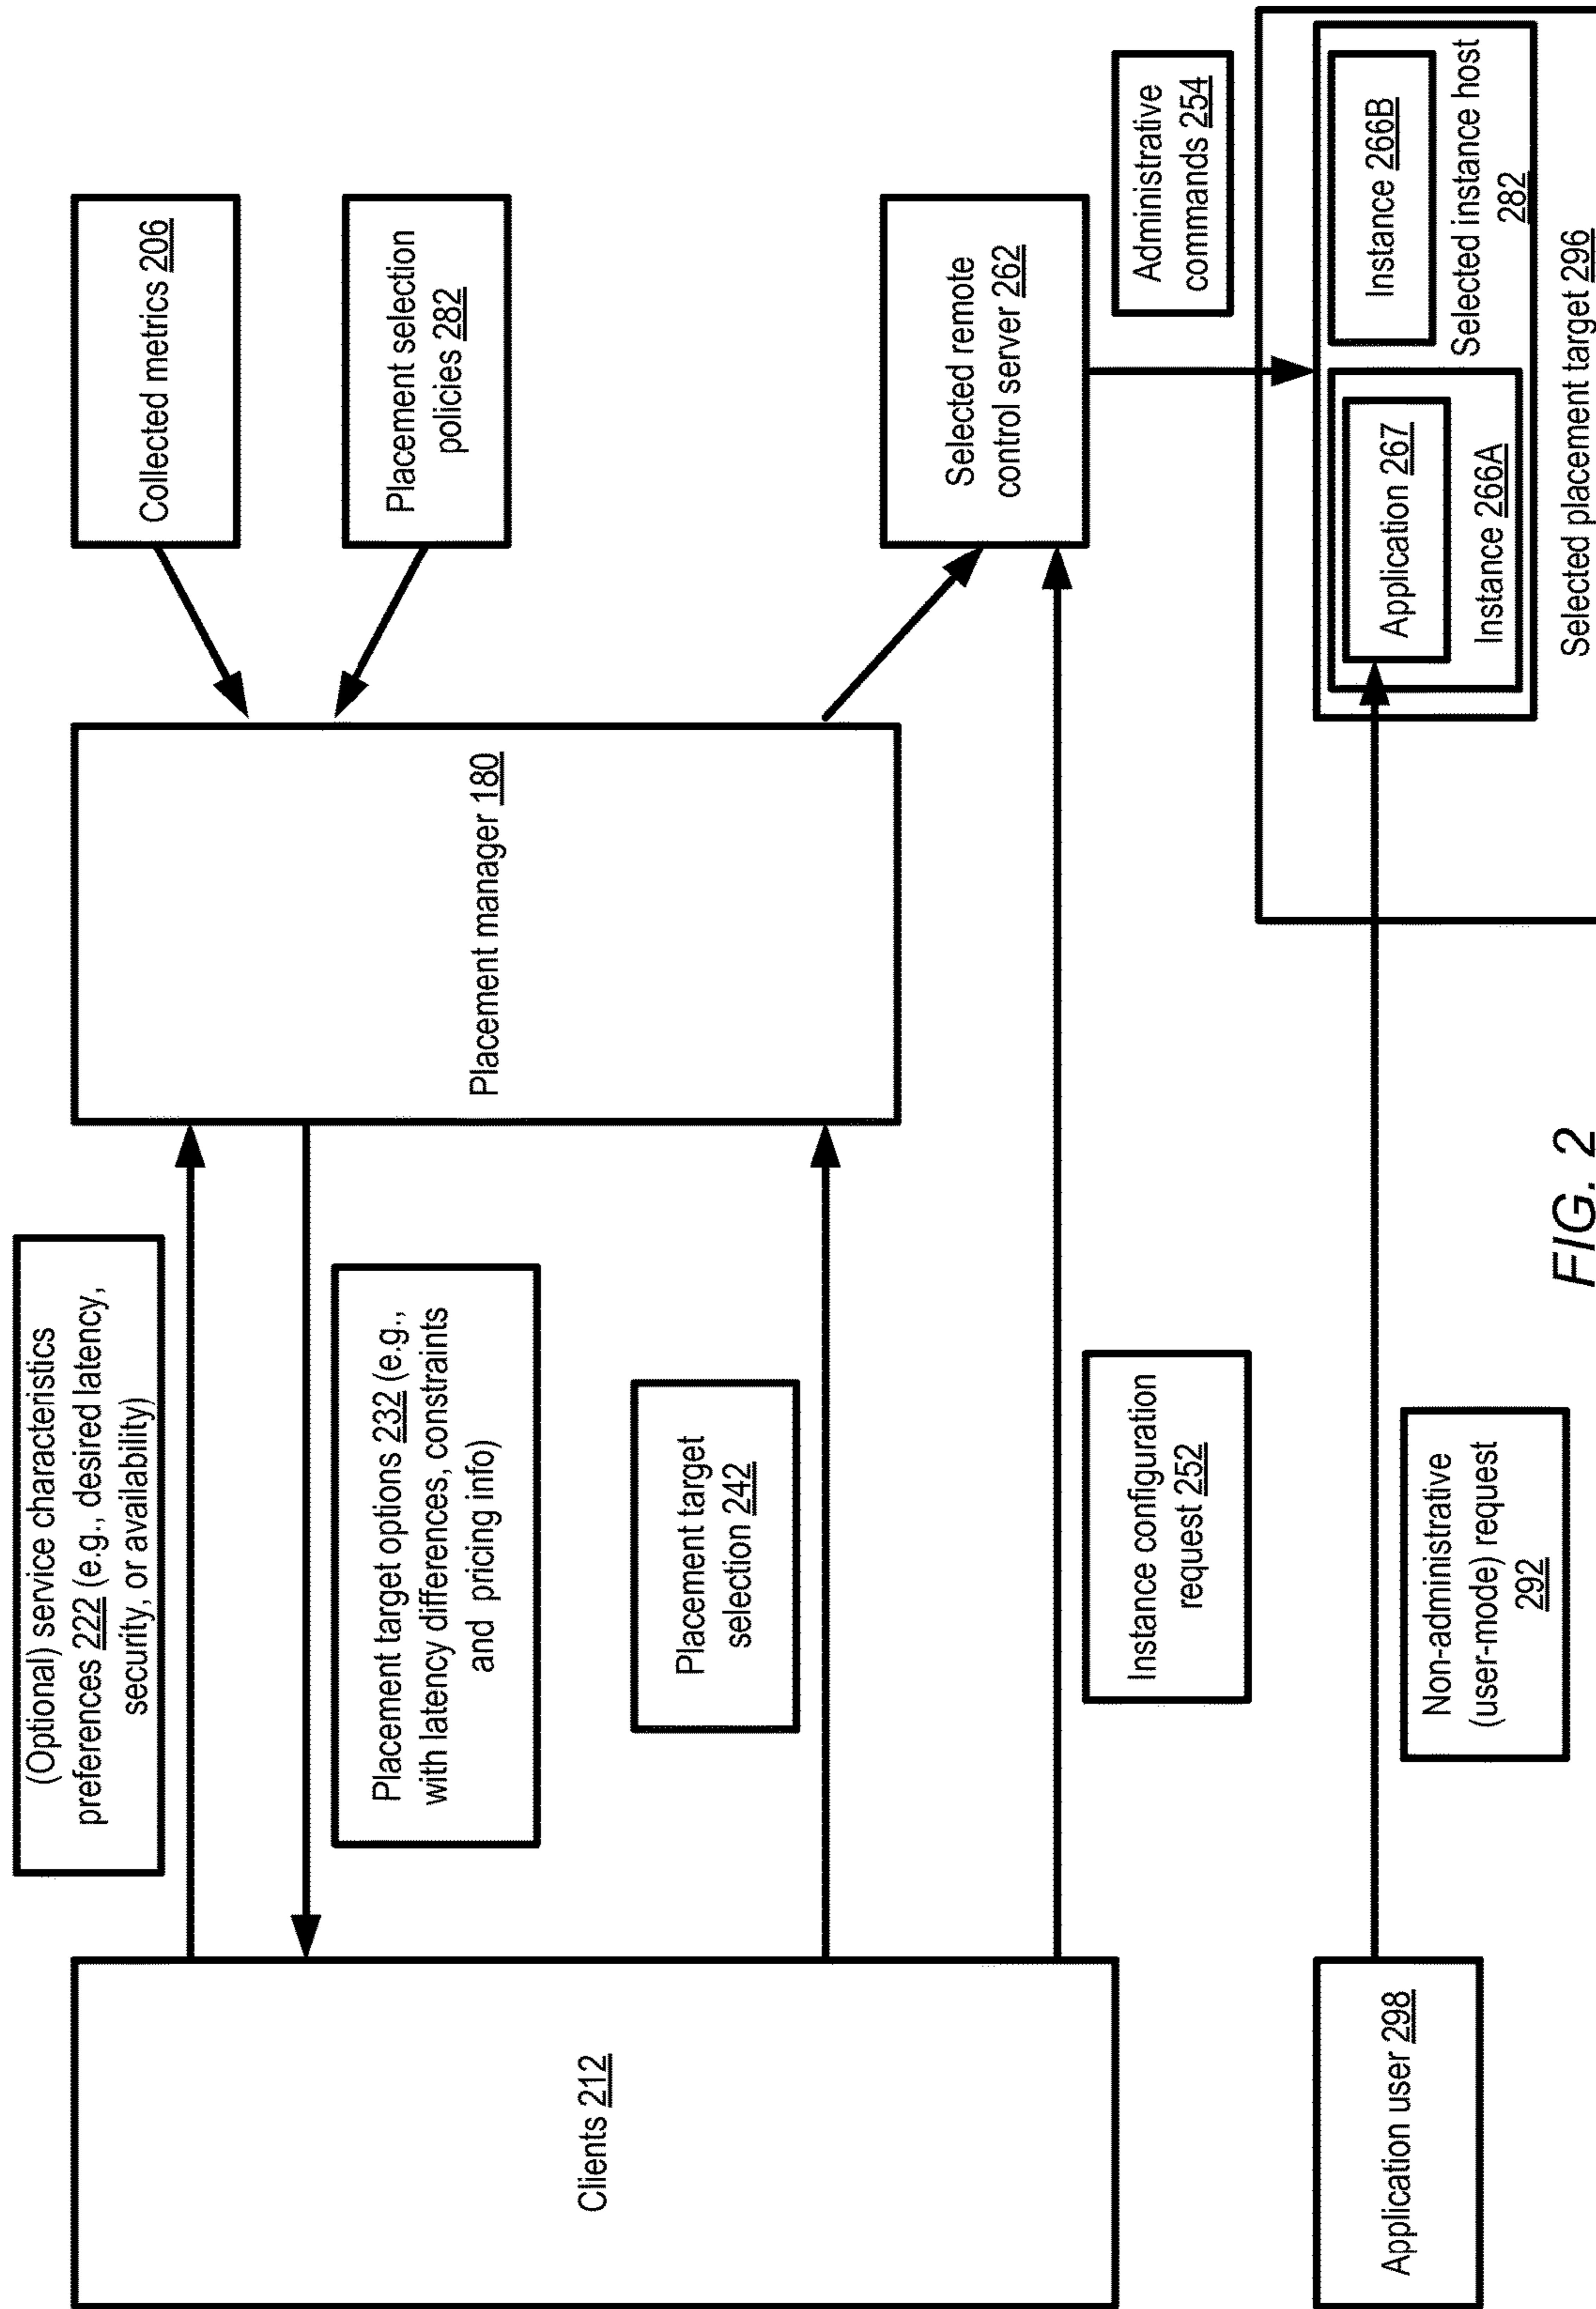 (Optional) service characteristics
preferences 222 (e.g., desired latency,
security, or availability)
Collected metrics 206
Placement selection
policies 282
Clients 212
Placement manager 180
Placement target options 232 (e.g.,
with latency differences, constraints
and pricing info)
Placement target
selection 242
Selected remote
control server 262
Instance configuration
request 252
Administrative
commands 254
Application user 298
Non-administrative
(user-mode) request
292
Application 267
Instance 266A
Instance 266B
Selected instance host
282
Selected placement target 296
FIG. 2